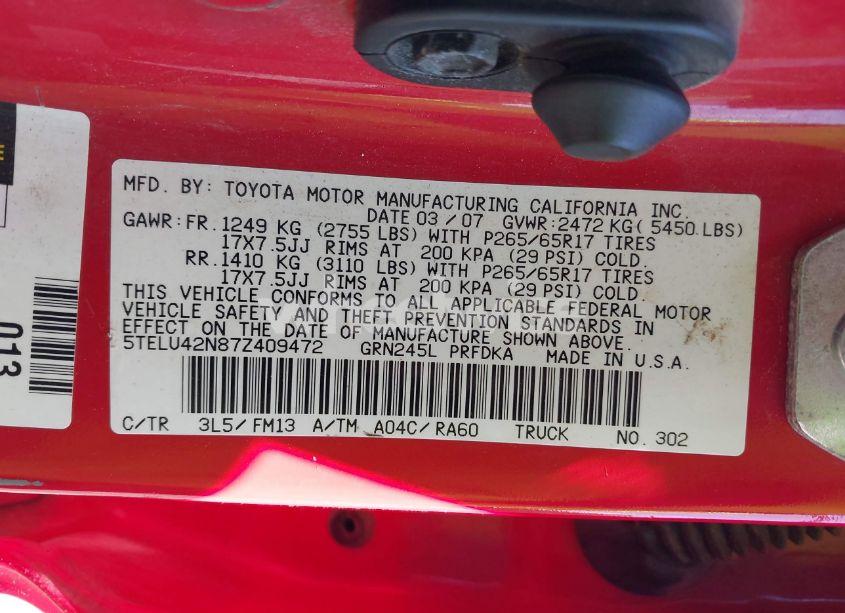 MFD. BY: TOYOTA MOTOR MANUFACTURING CALIFORNIA INC.
DATE 03 / 07 GVWR:2472 KG( 5450 LBS)
GAWR:FR. 1249 KG (2755 LBS) WITH P265/65R17 TIRES
17X7.5JJ RIMS AT 200 KPA (29 PSI) COLD.
RR. 1410 KG (3110 LBS) WITH P265/65R17 TIRES
17X7.5JJ RIMS AT 200 KPA (29 PSI) COLD.
THIS VEHICLE CONFORMS TO ALL APPLICABLE FEDERAL MOTOR
VEHICLE SAFETY AND THEFT PREVENTION STANDARDS IN
EFFECT ON THE DATE OF MANUFACTURE SHOWN ABOVE.
5TELU42N87Z409472 GRN245L PRFDKA MADE IN U.S.A.
C/TR 3L5/ FM13 A/TM A04C/ RA60 TRUCK NO. 302
013